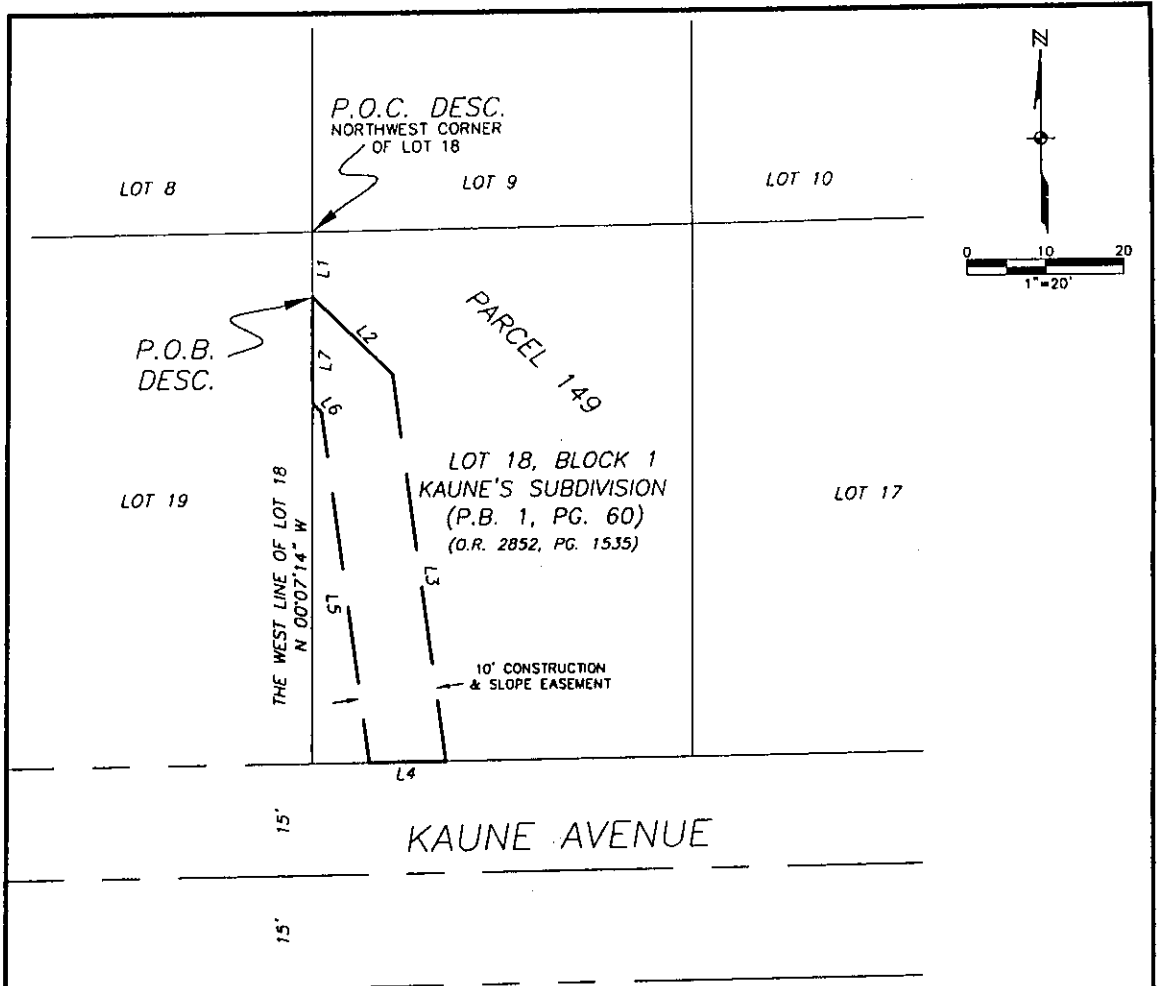 P.O.C. DESC.
NORTHWEST CORNER
OF LOT 18
N
LOT 8
LOT 9
LOT 10
0 10 20
1"=20'
L1
L2
PARCEL 149
P.O.B.
DESC.
L7
L6
LOT 18, BLOCK 1
KAUNE'S SUBDIVISION
(P.B. 1, PG. 60)
(O.R. 2852, PG. 1535)
LOT 19
LOT 17
THE WEST LINE OF LOT 18
N 00°07'14" W
L5
L3
10' CONSTRUCTION
& SLOPE EASEMENT
L4
15'
KAUNE AVENUE
15'